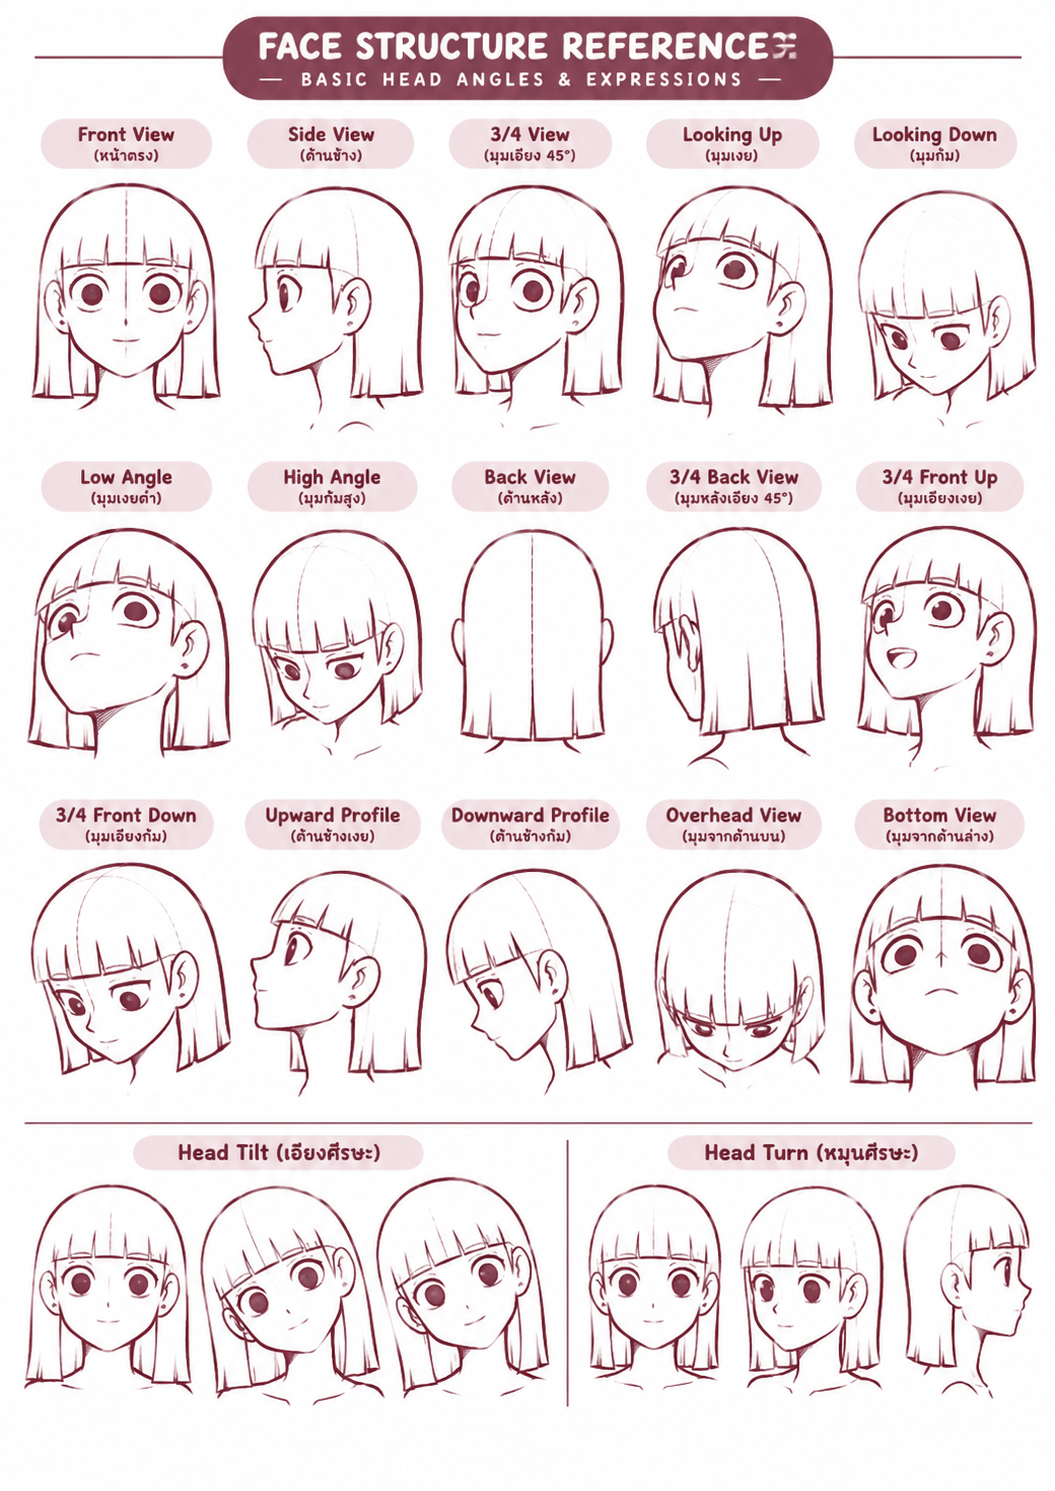 FACE STRUCTURE REFERENCE
— BASIC HEAD ANGLES & EXPRESSIONS —
Front View
(หน้าตรง)
Side View
(ด้านข้าง)
3/4 View
(มุมเอียง 45°)
Looking Up
(มุมเงย)
Looking Down
(มุมก้ม)
Low Angle
(มุมเงยต่ำ)
High Angle
(มุมก้มสูง)
Back View
(ด้านหลัง)
3/4 Back View
(มุมหลังเอียง 45°)
3/4 Front Up
(มุมเอียงเงย)
3/4 Front Down
(มุมเอียงก้ม)
Upward Profile
(ด้านข้างเงย)
Downward Profile
(ด้านข้างก้ม)
Overhead View
(มุมจากด้านบน)
Bottom View
(มุมจากด้านล่าง)
Head Tilt (เอียงศีรษะ)
Head Turn (หมุนศีรษะ)